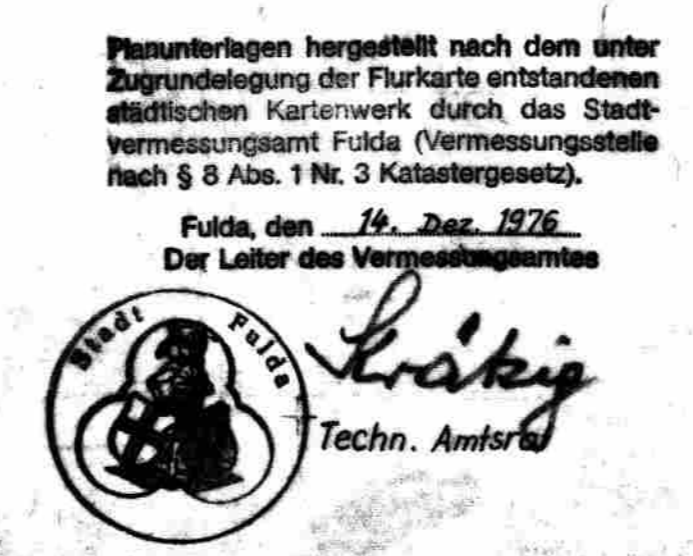 Planunterlagen hergestellt nach dem unter
Zugrundelegung der Flurkarte entstandenen
städtischen Kartenwerk durch das Stadt-
vermessungsamt Fulda (Vermessungsstelle
nach § 8 Abs. 1 Nr. 3 Katastergesetz).
Fulda, den 14. Dez. 1976
Der Leiter des Vermessungsamtes
Stadt Fulda
Techn. Amtsrat